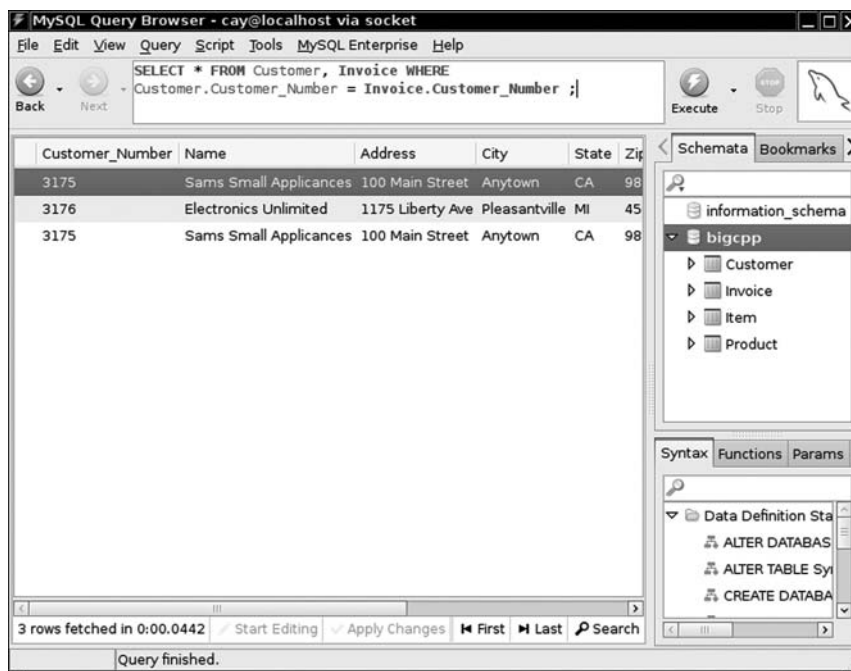 MySQL Query Browser - cay@localhost via socket
File Edit View Query Script Tools MySQL Enterprise Help
SELECT * FROM Customer, Invoice WHERE
Customer.Customer_Number = Invoice.Customer_Number ;
Back Next Execute Stop
Customer_Number Name Address City State Zip
3175 Sams Small Applicances 100 Main Street Anytown CA 98
3176 Electronics Unlimited 1175 Liberty Ave Pleasantville MI 45
3175 Sams Small Applicances 100 Main Street Anytown CA 98
Schemata Bookmarks
information_schema
bigcpp
Customer
Invoice
Item
Product
Syntax Functions Params
Data Definition Sta
ALTER DATABAS
ALTER TABLE Syn
CREATE DATABA
3 rows fetched in 0:00.0442 Start Editing Apply Changes First Last Search
Query finished.